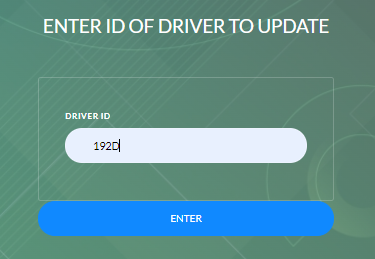 ENTER ID OF DRIVER TO UPDATE
DRIVER ID
192D
ENTER